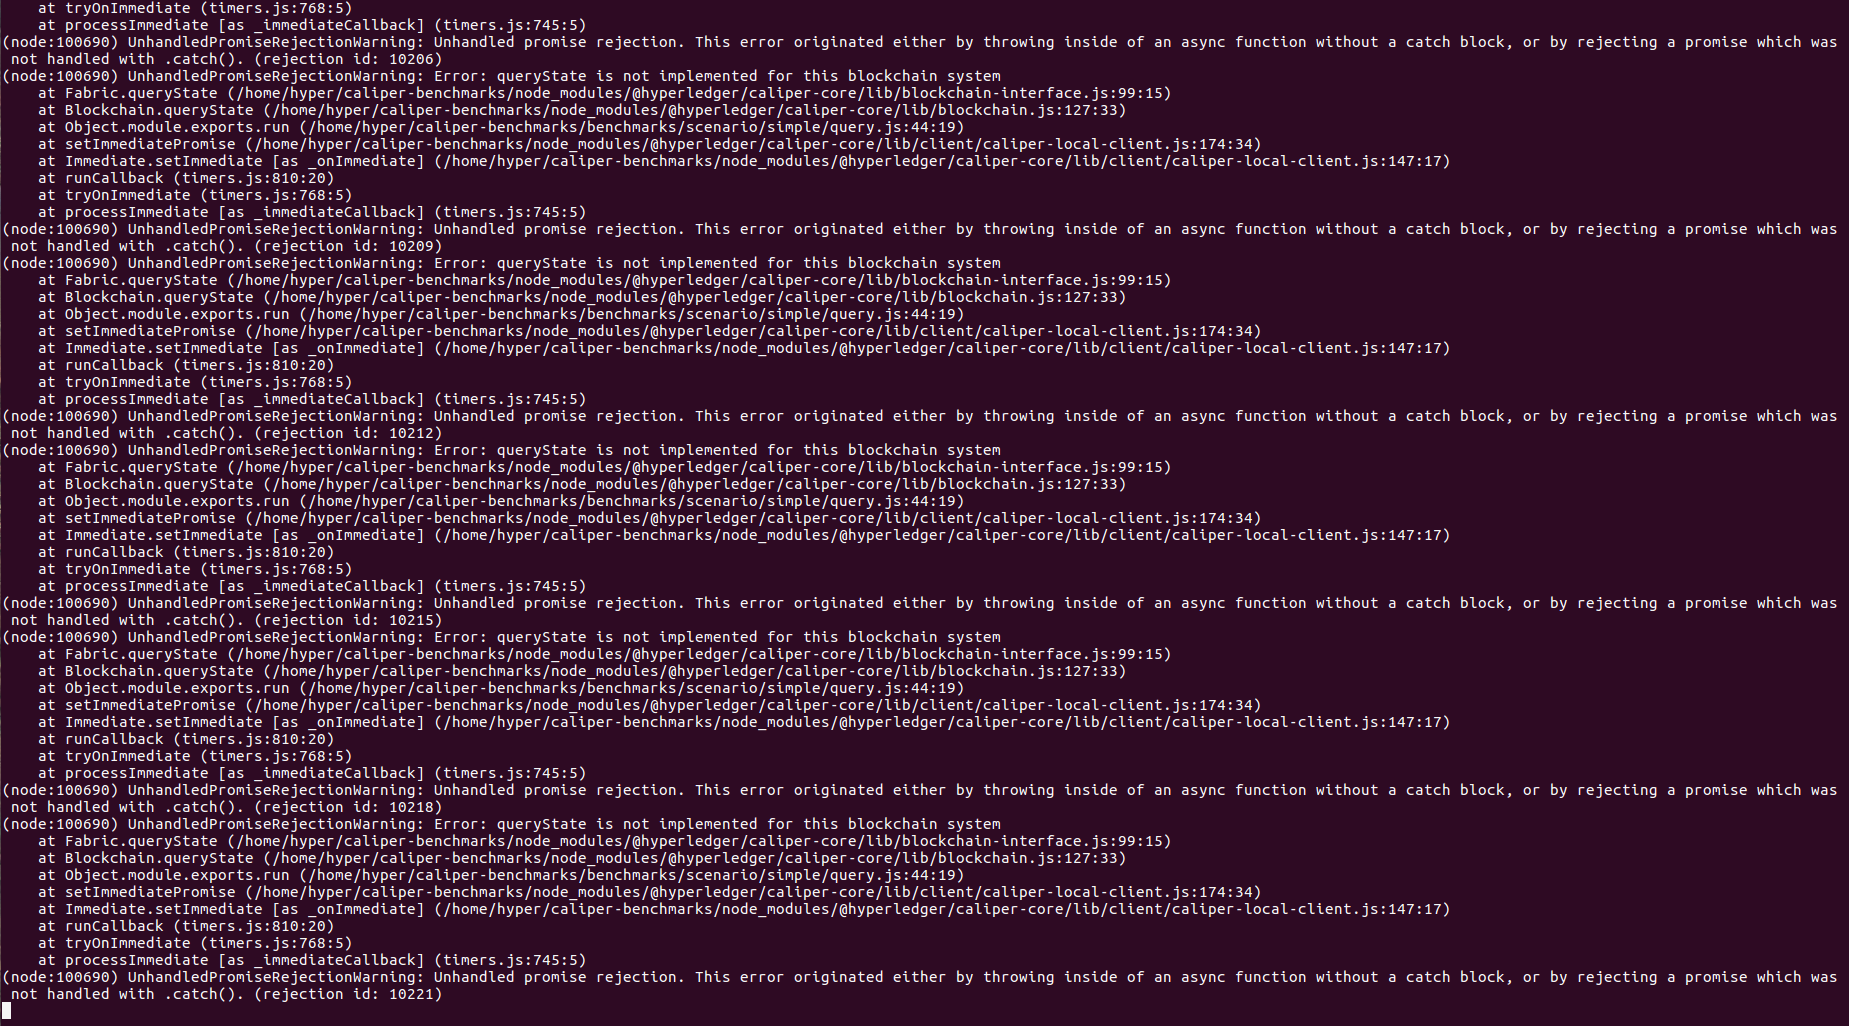 at tryOnImmediate (timers.js:768:5)
    at processImmediate [as _immediateCallback] (timers.js:745:5)
(node:100690) UnhandledPromiseRejectionWarning: Unhandled promise rejection. This error originated either by throwing inside of an async function without a catch block, or by rejecting a promise which was
 not handled with .catch(). (rejection id: 10206)
(node:100690) UnhandledPromiseRejectionWarning: Error: queryState is not implemented for this blockchain system
    at Fabric.queryState (/home/hyper/caliper-benchmarks/node_modules/@hyperledger/caliper-core/lib/blockchain-interface.js:99:15)
    at Blockchain.queryState (/home/hyper/caliper-benchmarks/node_modules/@hyperledger/caliper-core/lib/blockchain.js:127:33)
    at Object.module.exports.run (/home/hyper/caliper-benchmarks/benchmarks/scenario/simple/query.js:44:19)
    at setImmediatePromise (/home/hyper/caliper-benchmarks/node_modules/@hyperledger/caliper-core/lib/client/caliper-local-client.js:174:34)
    at Immediate.setImmediate [as _onImmediate] (/home/hyper/caliper-benchmarks/node_modules/@hyperledger/caliper-core/lib/client/caliper-local-client.js:147:17)
    at runCallback (timers.js:810:20)
    at tryOnImmediate (timers.js:768:5)
    at processImmediate [as _immediateCallback] (timers.js:745:5)
(node:100690) UnhandledPromiseRejectionWarning: Unhandled promise rejection. This error originated either by throwing inside of an async function without a catch block, or by rejecting a promise which was
 not handled with .catch(). (rejection id: 10209)
(node:100690) UnhandledPromiseRejectionWarning: Error: queryState is not implemented for this blockchain system
    at Fabric.queryState (/home/hyper/caliper-benchmarks/node_modules/@hyperledger/caliper-core/lib/blockchain-interface.js:99:15)
    at Blockchain.queryState (/home/hyper/caliper-benchmarks/node_modules/@hyperledger/caliper-core/lib/blockchain.js:127:33)
    at Object.module.exports.run (/home/hyper/caliper-benchmarks/benchmarks/scenario/simple/query.js:44:19)
    at setImmediatePromise (/home/hyper/caliper-benchmarks/node_modules/@hyperledger/caliper-core/lib/client/caliper-local-client.js:174:34)
    at Immediate.setImmediate [as _onImmediate] (/home/hyper/caliper-benchmarks/node_modules/@hyperledger/caliper-core/lib/client/caliper-local-client.js:147:17)
    at runCallback (timers.js:810:20)
    at tryOnImmediate (timers.js:768:5)
    at processImmediate [as _immediateCallback] (timers.js:745:5)
(node:100690) UnhandledPromiseRejectionWarning: Unhandled promise rejection. This error originated either by throwing inside of an async function without a catch block, or by rejecting a promise which was
 not handled with .catch(). (rejection id: 10212)
(node:100690) UnhandledPromiseRejectionWarning: Error: queryState is not implemented for this blockchain system
    at Fabric.queryState (/home/hyper/caliper-benchmarks/node_modules/@hyperledger/caliper-core/lib/blockchain-interface.js:99:15)
    at Blockchain.queryState (/home/hyper/caliper-benchmarks/node_modules/@hyperledger/caliper-core/lib/blockchain.js:127:33)
    at Object.module.exports.run (/home/hyper/caliper-benchmarks/benchmarks/scenario/simple/query.js:44:19)
    at setImmediatePromise (/home/hyper/caliper-benchmarks/node_modules/@hyperledger/caliper-core/lib/client/caliper-local-client.js:174:34)
    at Immediate.setImmediate [as _onImmediate] (/home/hyper/caliper-benchmarks/node_modules/@hyperledger/caliper-core/lib/client/caliper-local-client.js:147:17)
    at runCallback (timers.js:810:20)
    at tryOnImmediate (timers.js:768:5)
    at processImmediate [as _immediateCallback] (timers.js:745:5)
(node:100690) UnhandledPromiseRejectionWarning: Unhandled promise rejection. This error originated either by throwing inside of an async function without a catch block, or by rejecting a promise which was
 not handled with .catch(). (rejection id: 10215)
(node:100690) UnhandledPromiseRejectionWarning: Error: queryState is not implemented for this blockchain system
    at Fabric.queryState (/home/hyper/caliper-benchmarks/node_modules/@hyperledger/caliper-core/lib/blockchain-interface.js:99:15)
    at Blockchain.queryState (/home/hyper/caliper-benchmarks/node_modules/@hyperledger/caliper-core/lib/blockchain.js:127:33)
    at Object.module.exports.run (/home/hyper/caliper-benchmarks/benchmarks/scenario/simple/query.js:44:19)
    at setImmediatePromise (/home/hyper/caliper-benchmarks/node_modules/@hyperledger/caliper-core/lib/client/caliper-local-client.js:174:34)
    at Immediate.setImmediate [as _onImmediate] (/home/hyper/caliper-benchmarks/node_modules/@hyperledger/caliper-core/lib/client/caliper-local-client.js:147:17)
    at runCallback (timers.js:810:20)
    at tryOnImmediate (timers.js:768:5)
    at processImmediate [as _immediateCallback] (timers.js:745:5)
(node:100690) UnhandledPromiseRejectionWarning: Unhandled promise rejection. This error originated either by throwing inside of an async function without a catch block, or by rejecting a promise which was
 not handled with .catch(). (rejection id: 10218)
(node:100690) UnhandledPromiseRejectionWarning: Error: queryState is not implemented for this blockchain system
    at Fabric.queryState (/home/hyper/caliper-benchmarks/node_modules/@hyperledger/caliper-core/lib/blockchain-interface.js:99:15)
    at Blockchain.queryState (/home/hyper/caliper-benchmarks/node_modules/@hyperledger/caliper-core/lib/blockchain.js:127:33)
    at Object.module.exports.run (/home/hyper/caliper-benchmarks/benchmarks/scenario/simple/query.js:44:19)
    at setImmediatePromise (/home/hyper/caliper-benchmarks/node_modules/@hyperledger/caliper-core/lib/client/caliper-local-client.js:174:34)
    at Immediate.setImmediate [as _onImmediate] (/home/hyper/caliper-benchmarks/node_modules/@hyperledger/caliper-core/lib/client/caliper-local-client.js:147:17)
    at runCallback (timers.js:810:20)
    at tryOnImmediate (timers.js:768:5)
    at processImmediate [as _immediateCallback] (timers.js:745:5)
(node:100690) UnhandledPromiseRejectionWarning: Unhandled promise rejection. This error originated either by throwing inside of an async function without a catch block, or by rejecting a promise which was
 not handled with .catch(). (rejection id: 10221)